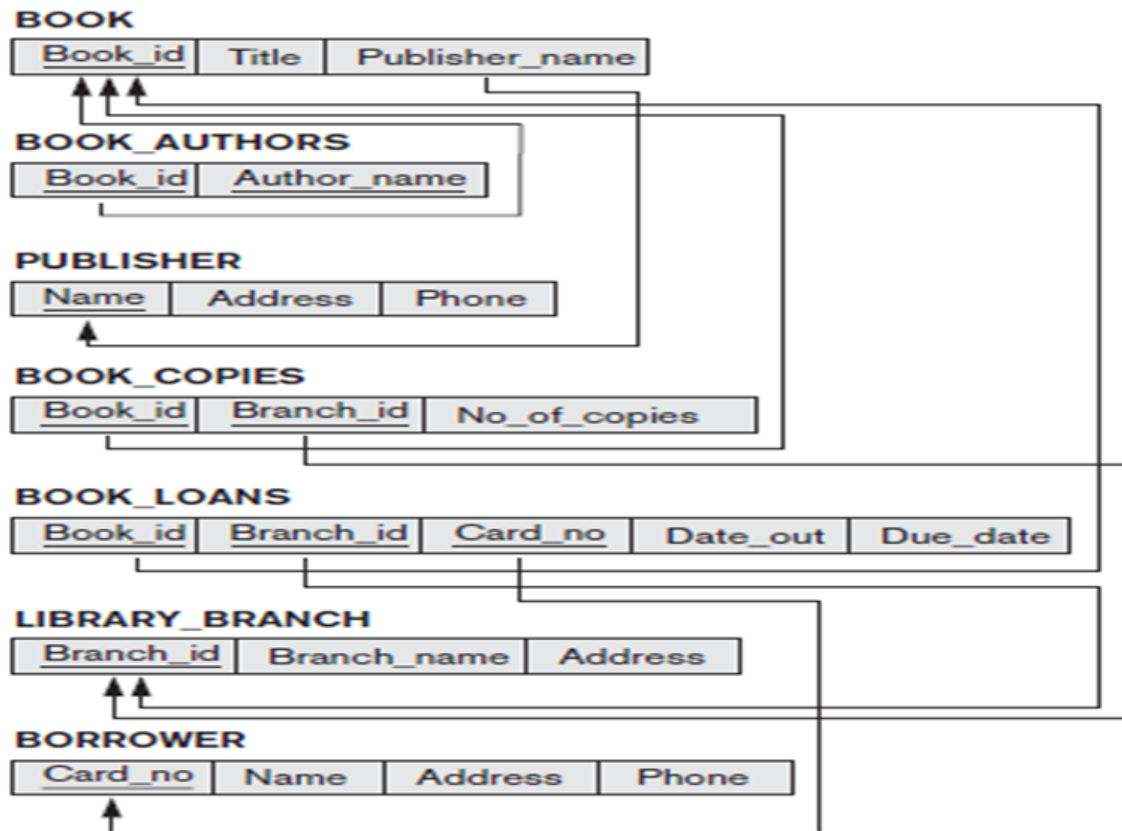 BOOK
Book_id Title Publisher_name
BOOK_AUTHORS
Book_id Author_name
PUBLISHER
Name Address Phone
BOOK_COPIES
Book_id Branch_id No_of_copies
BOOK_LOANS
Book_id Branch_id Card_no Date_out Due_date
LIBRARY_BRANCH
Branch_id Branch_name Address
BORROWER
Card_no Name Address Phone